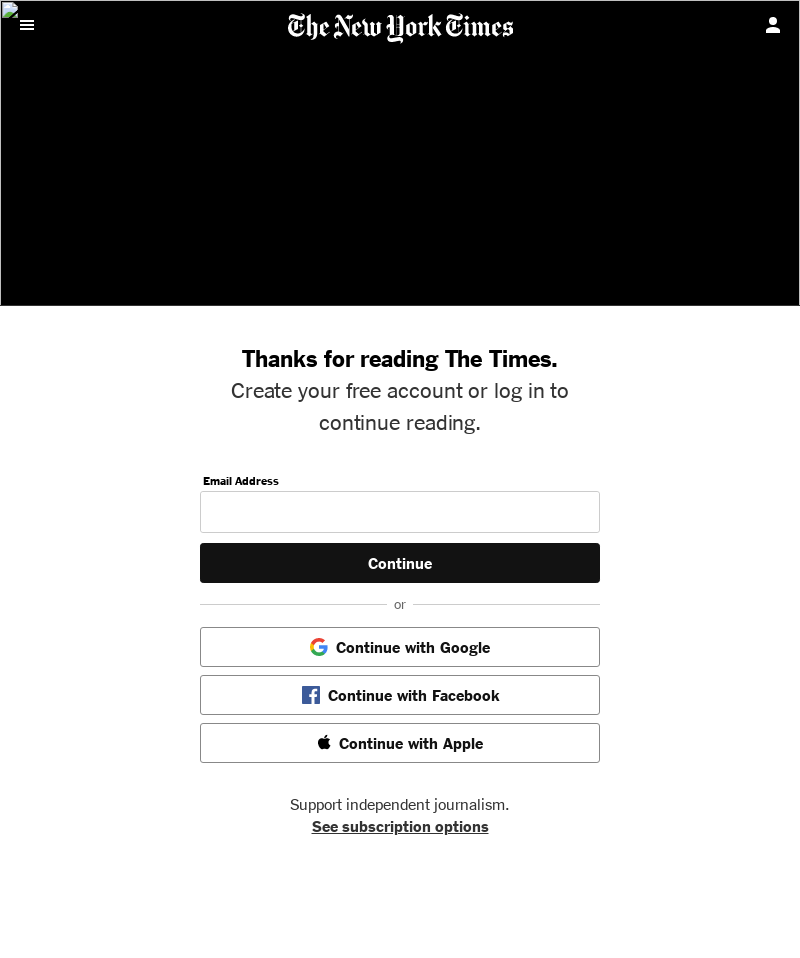 The New York Times
Thanks for reading The Times.
Create your free account or log in to
continue reading.
Email Address
Continue
or
Continue with Google
Continue with Facebook
Continue with Apple
Support independent journalism.
See subscription options